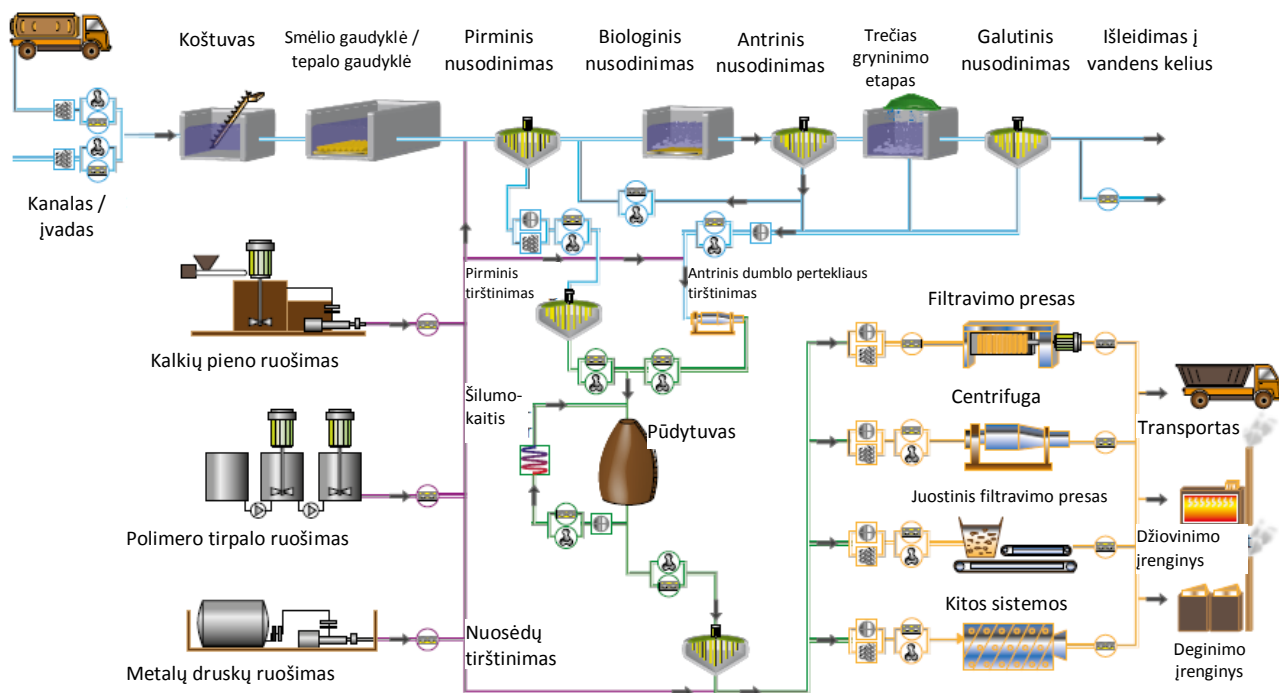 Koštuvas
Smėlio gaudyklė /
tepalo gaudyklė
Pirminis
nusodinimas
Biologinis
nusodinimas
Antrinis
nusodinimas
Trečias
gryninimo
etapas
Galutinis
nusodinimas
Išleidimas į
vandens kelius
Kanalas /
įvadas
Pirminis
tirštinimas
Antrinis dumblo pertekliaus
tirštinimas
Kalkių pieno ruošimas
Filtravimo presas
Šilumo-
kaitis
Pūdytuvas
Centrifuga
Transportas
Polimero tirpalo ruošimas
Juostinis filtravimo presas
Džiovinimo
įrenginys
Kitos sistemos
Nuosėdų
tirštinimas
Metalų druskų ruošimas
Deginimo
įrenginys